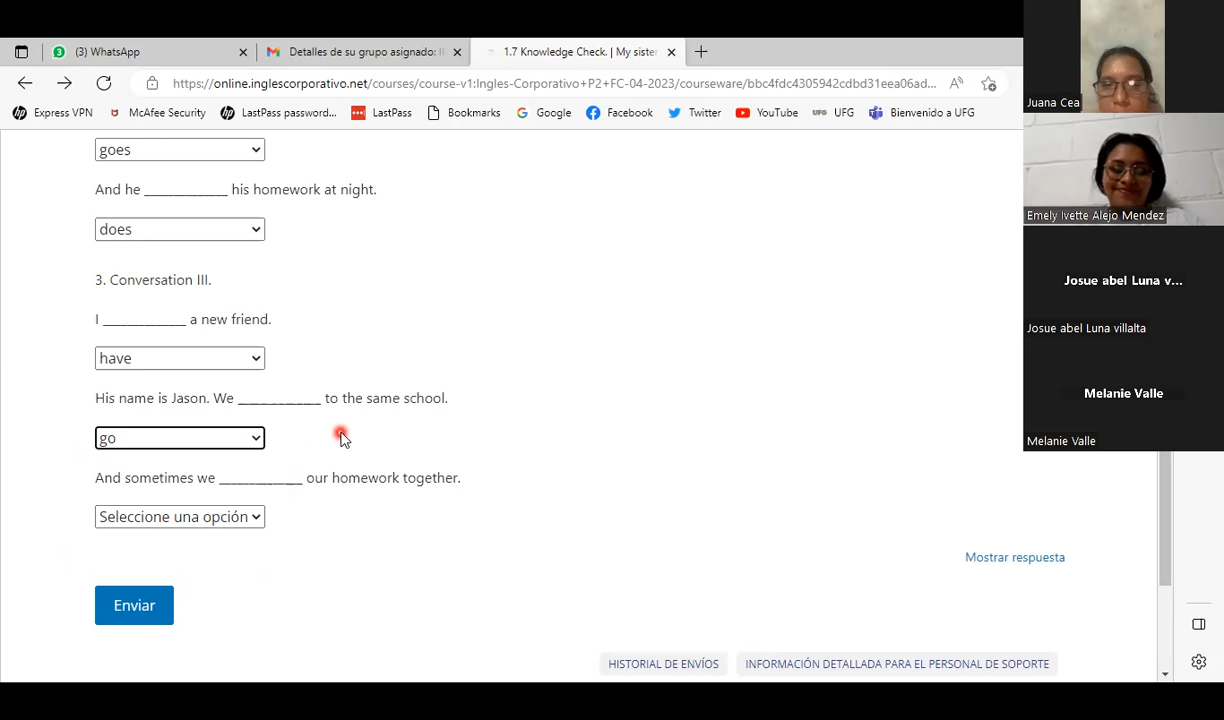 (3) WhatsApp
Detalles de su grupo asignado: I
1.7 Knowledge Check. | My sister
https://online.inglescorporativo.net/courses/course-v1:Ingles-Corporativo+P2+FC-04-2023/courseware/bbc4fdc4305942cdbd31eea06ad...
Express VPN
McAfee Security
LastPass password...
LastPass
Bookmarks
Google
Facebook
Twitter
YouTube
UFG
UFG
Bienvenido a UFG
Juana Cea
Emely Ivette Alejo Mendez
Josue abel Luna v...
Josue abel Luna villalta
Melanie Valle
Melanie Valle
goes
And he ______________ his homework at night.
does
3. Conversation III.
I ______________ a new friend.
have
His name is Jason. We ______________ to the same school.
go
And sometimes we ______________ our homework together.
Seleccione una opción
Mostrar respuesta
Enviar
HISTORIAL DE ENVÍOS
INFORMACIÓN DETALLADA PARA EL PERSONAL DE SOPORTE